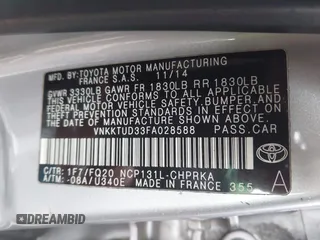 MFD. BY: TOYOTA MOTOR MANUFACTURING
FRANCE S.A.S. 11/14
GVWR 3330LB GAWR FR 1830LB RR 1830LB
THIS VEHICLE CONFORMS TO ALL APPLICABLE
FEDERAL MOTOR VEHICLE SAFETY, BUMPER, AND
THEFT PREVENTION STANDARDS IN EFFECT ON
THE DATE OF MANUFACTURE SHOWN ABOVE.
VNKKTUD33FA028588 PASS.CAR
C/TR: 1F7/FQ20 NCP131L-CHPRKA
A/TM: -08A/U340E
MADE IN FRANCE 355 A
TOYOTA
DREAMBID